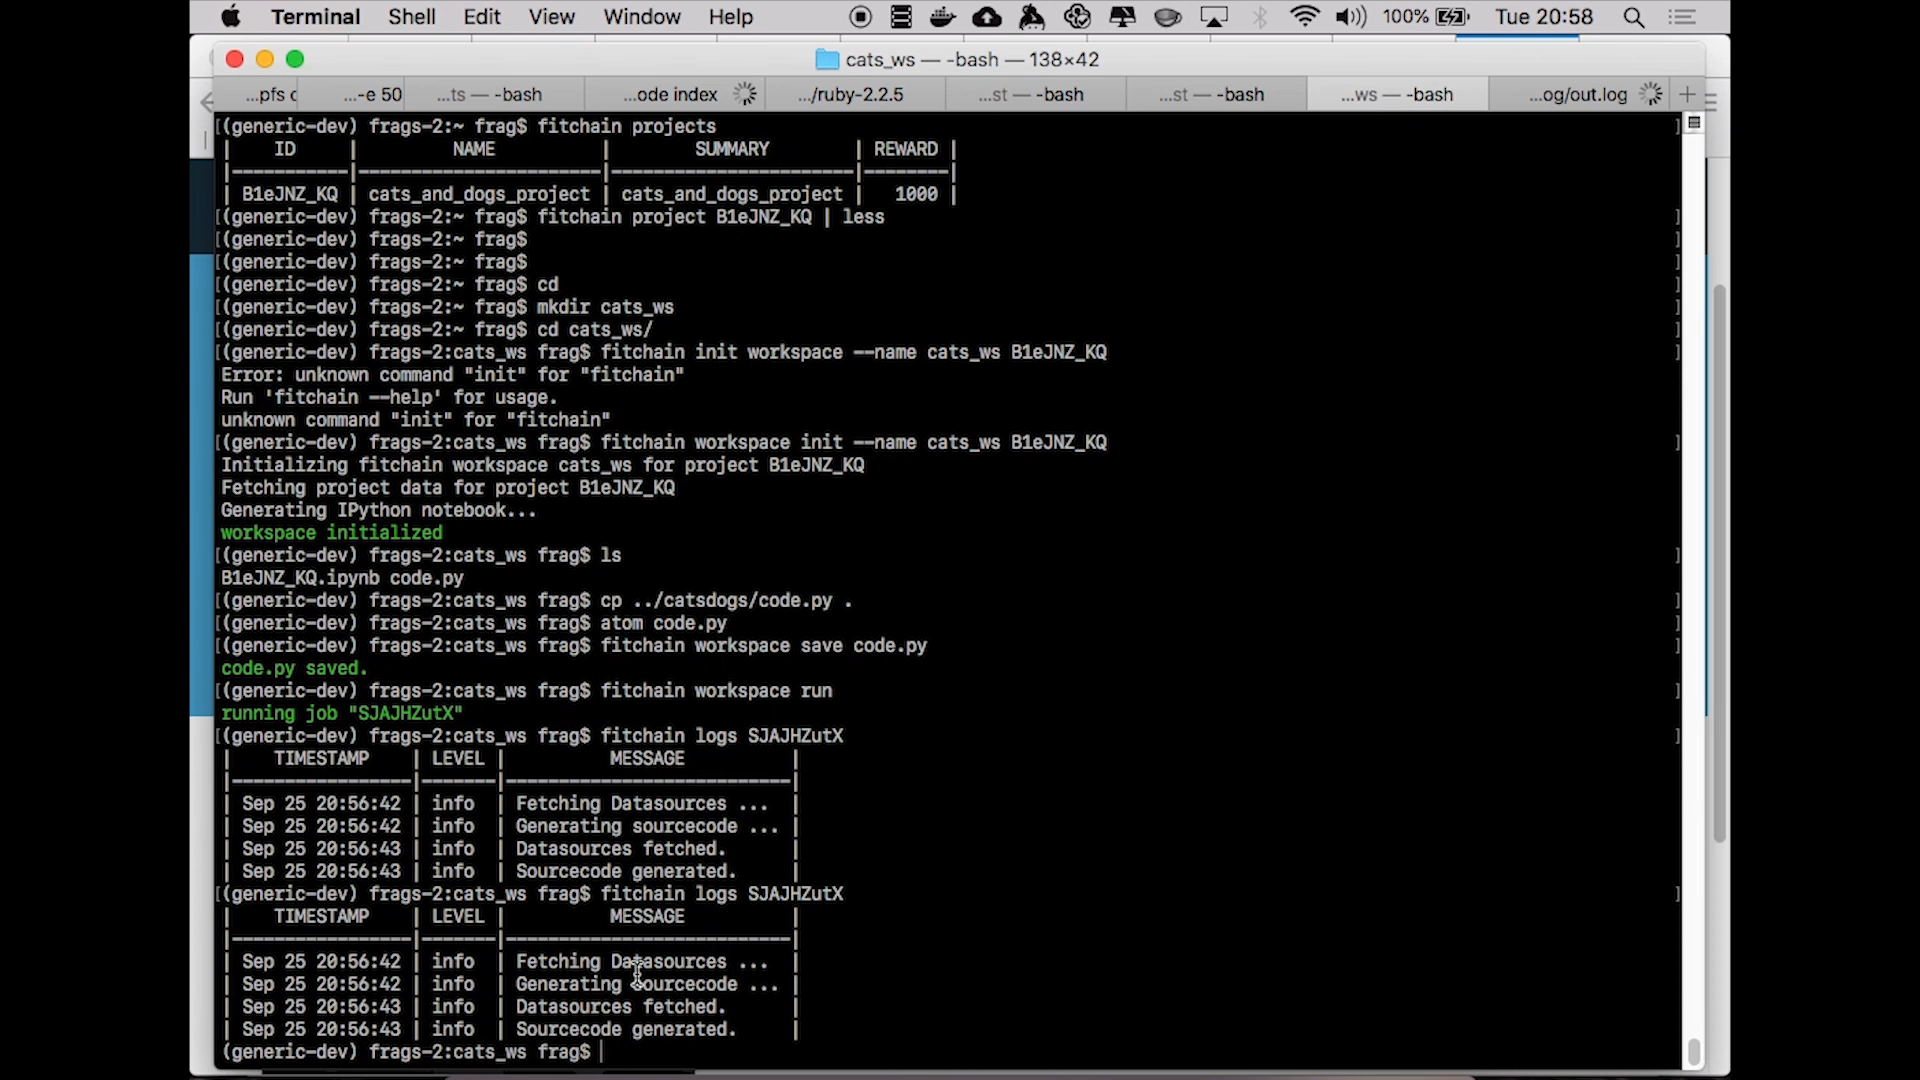 Terminal Shell Edit View Window Help 100% Tue 20:58
cats_ws — -bash — 138×42
...pfs c ...-e 50 ...ts — -bash ...ode index .../ruby-2.2.5 ...st — -bash ...st — -bash ...ws — -bash ...og/out.log +
[(generic-dev) frags-2:~ frag$ fitchain projects ]
| ID | NAME | SUMMARY | REWARD |
| B1eJNZ_KQ | cats_and_dogs_project | cats_and_dogs_project | 1000 |
[(generic-dev) frags-2:~ frag$ fitchain project B1eJNZ_KQ | less ]
[(generic-dev) frags-2:~ frag$ ]
[(generic-dev) frags-2:~ frag$ ]
[(generic-dev) frags-2:~ frag$ cd ]
[(generic-dev) frags-2:~ frag$ mkdir cats_ws ]
[(generic-dev) frags-2:~ frag$ cd cats_ws/ ]
[(generic-dev) frags-2:cats_ws frag$ fitchain init workspace --name cats_ws B1eJNZ_KQ ]
Error: unknown command "init" for "fitchain"
Run 'fitchain --help' for usage.
unknown command "init" for "fitchain"
[(generic-dev) frags-2:cats_ws frag$ fitchain workspace init --name cats_ws B1eJNZ_KQ ]
Initializing fitchain workspace cats_ws for project B1eJNZ_KQ
Fetching project data for project B1eJNZ_KQ
Generating IPython notebook...
workspace initialized
[(generic-dev) frags-2:cats_ws frag$ ls ]
B1eJNZ_KQ.ipynb code.py
[(generic-dev) frags-2:cats_ws frag$ cp ../catsdogs/code.py . ]
[(generic-dev) frags-2:cats_ws frag$ atom code.py ]
[(generic-dev) frags-2:cats_ws frag$ fitchain workspace save code.py ]
code.py saved.
[(generic-dev) frags-2:cats_ws frag$ fitchain workspace run ]
running job "SJAJHZutX"
[(generic-dev) frags-2:cats_ws frag$ fitchain logs SJAJHZutX ]
| TIMESTAMP | LEVEL | MESSAGE |
| Sep 25 20:56:42 | info | Fetching Datasources ... |
| Sep 25 20:56:42 | info | Generating sourcecode ... |
| Sep 25 20:56:43 | info | Datasources fetched. |
| Sep 25 20:56:43 | info | Sourcecode generated. |
[(generic-dev) frags-2:cats_ws frag$ fitchain logs SJAJHZutX ]
| TIMESTAMP | LEVEL | MESSAGE |
| Sep 25 20:56:42 | info | Fetching Datasources ... |
| Sep 25 20:56:42 | info | Generating sourcecode ... |
| Sep 25 20:56:43 | info | Datasources fetched. |
| Sep 25 20:56:43 | info | Sourcecode generated. |
(generic-dev) frags-2:cats_ws frag$